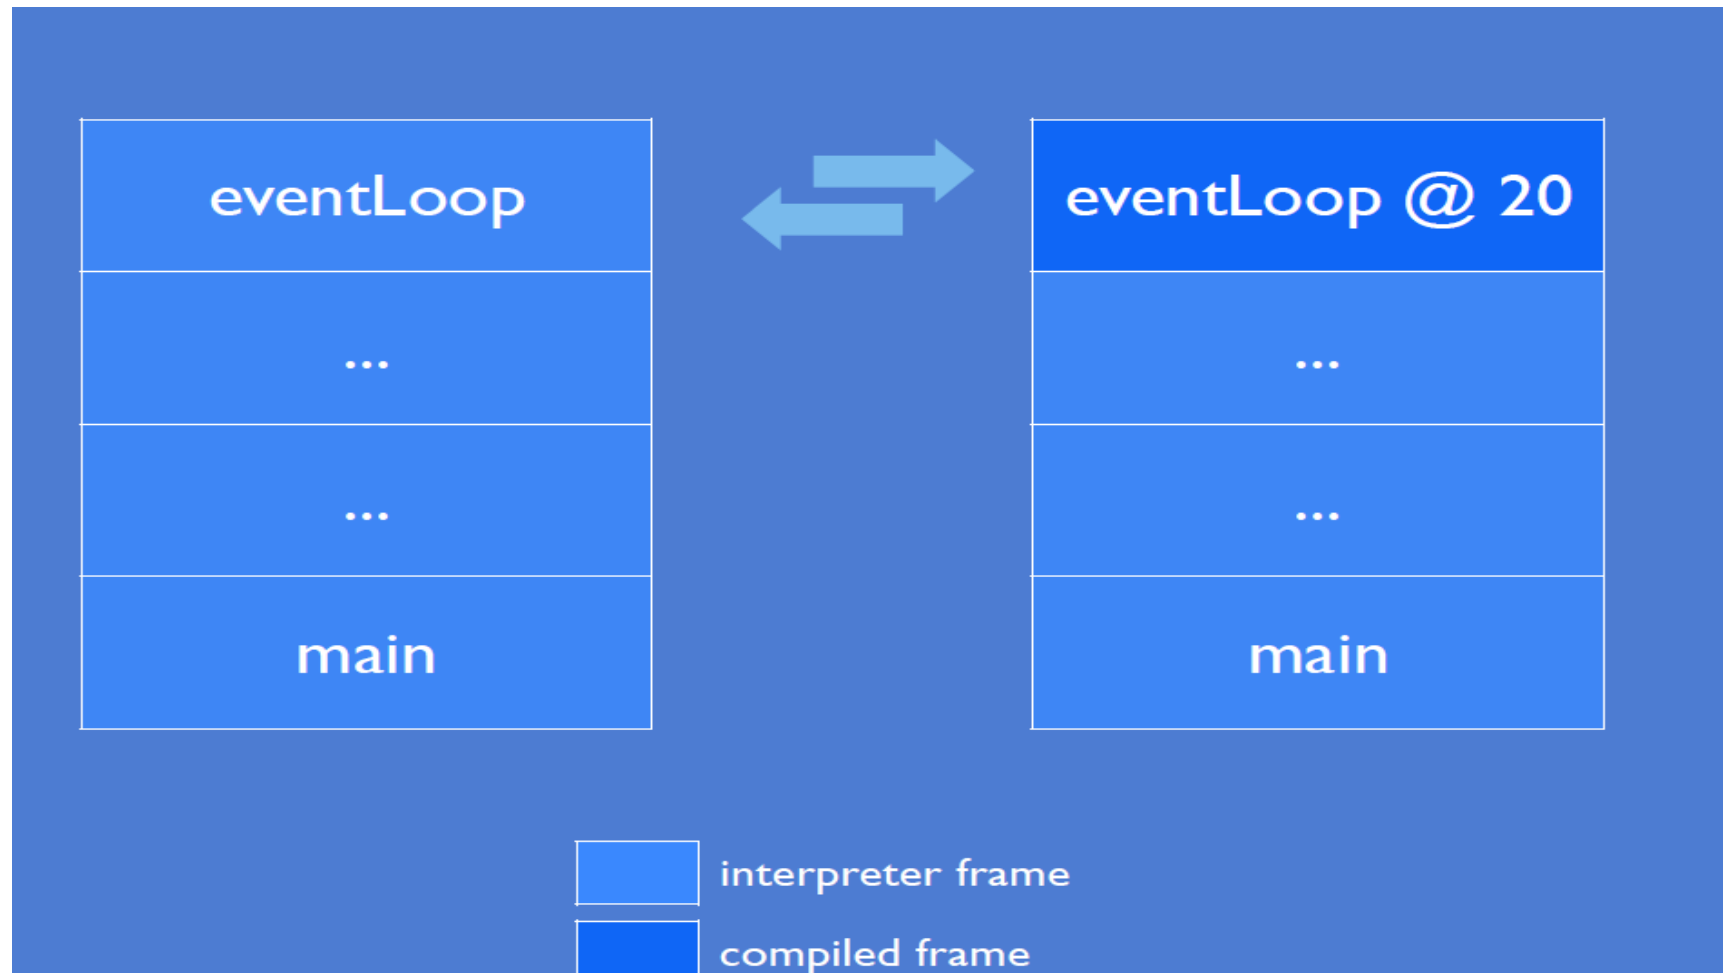 eventLoop
...
...
main
eventLoop @ 20
...
...
main
interpreter frame
compiled frame